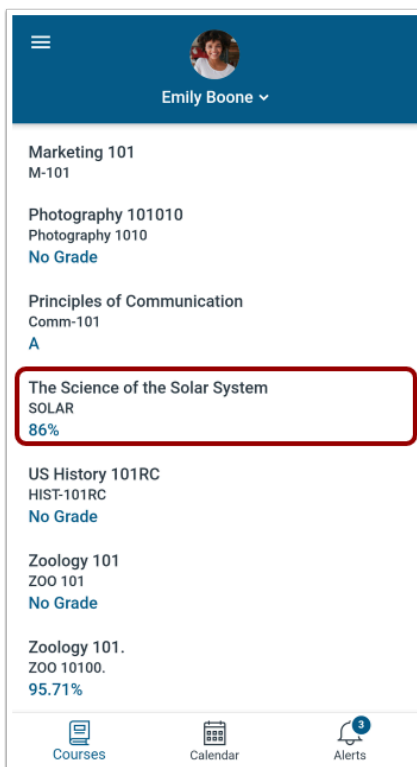 Emily Boone
Marketing 101
M-101
Photography 101010
Photography 1010
No Grade
Principles of Communication
Comm-101
A
The Science of the Solar System
SOLAR
86%
US History 101RC
HIST-101RC
No Grade
Zoology 101
ZOO 101
No Grade
Zoology 101.
ZOO 10100.
95.71%
3
Courses Calendar Alerts